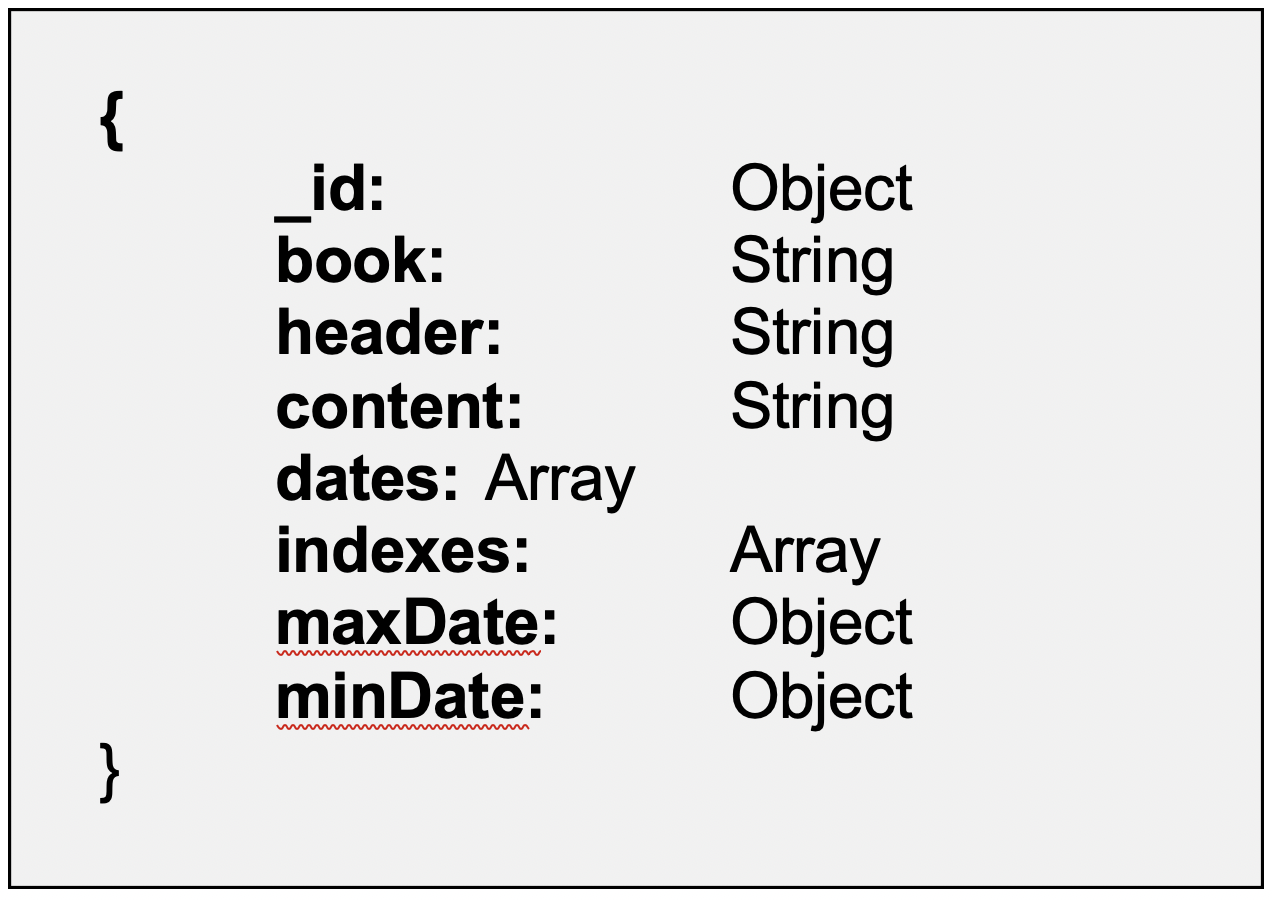 {
_id: Object
book: String
header: String
content: String
dates: Array
indexes: Array
maxDate: Object
minDate: Object
}